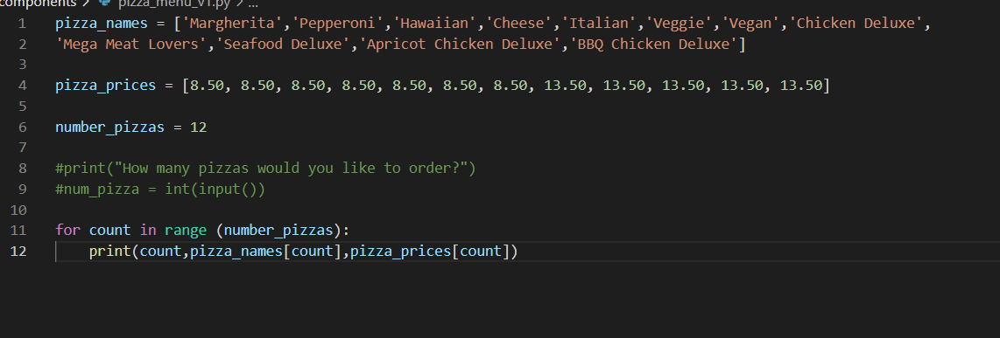 components > pizza_menu_v1.py > ...
1 pizza_names = ['Margherita','Pepperoni','Hawaiian','Cheese','Italian','Veggie','Vegan','Chicken Deluxe',
2 'Mega Meat Lovers','Seafood Deluxe','Apricot Chicken Deluxe','BBQ Chicken Deluxe']
3
4 pizza_prices = [8.50, 8.50, 8.50, 8.50, 8.50, 8.50, 8.50, 13.50, 13.50, 13.50, 13.50, 13.50]
5
6 number_pizzas = 12
7
8 #print("How many pizzas would you like to order?")
9 #num_pizza = int(input())
10
11 for count in range (number_pizzas):
12 print(count,pizza_names[count],pizza_prices[count])